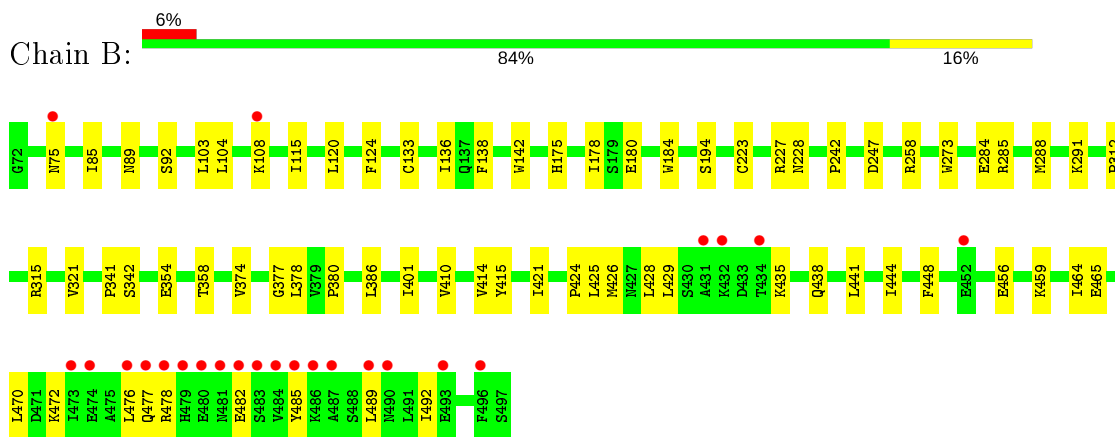 6%
Chain B:
84%
16%
G72 N75 I85 N89 S92 L103 L104 K108 I115 L120 F124 C133 I136 Q137 F138 W142 H175 I178 S179 E180 W184 S194 C223 R227 N228 P242 D247 R258 W273 E284 R285 M288 K291
R315 V321 P341 S342 E354 T358 V374 G377 L378 V379 P380 L386 I401 V410 V414 Y415 I421 P424 L425 M426 N427 L428 L429 S430 A431 K432 D433 T434 K435 Q438 L441 I444 F448 E452 E456 K459 I464 E465
L470 D471 K472 I473 E474 A475 L476 Q477 R478 H479 E480 N481 E482 S483 V484 Y485 K486 A487 S488 L489 N490 L491 I492 E493 F496 S497